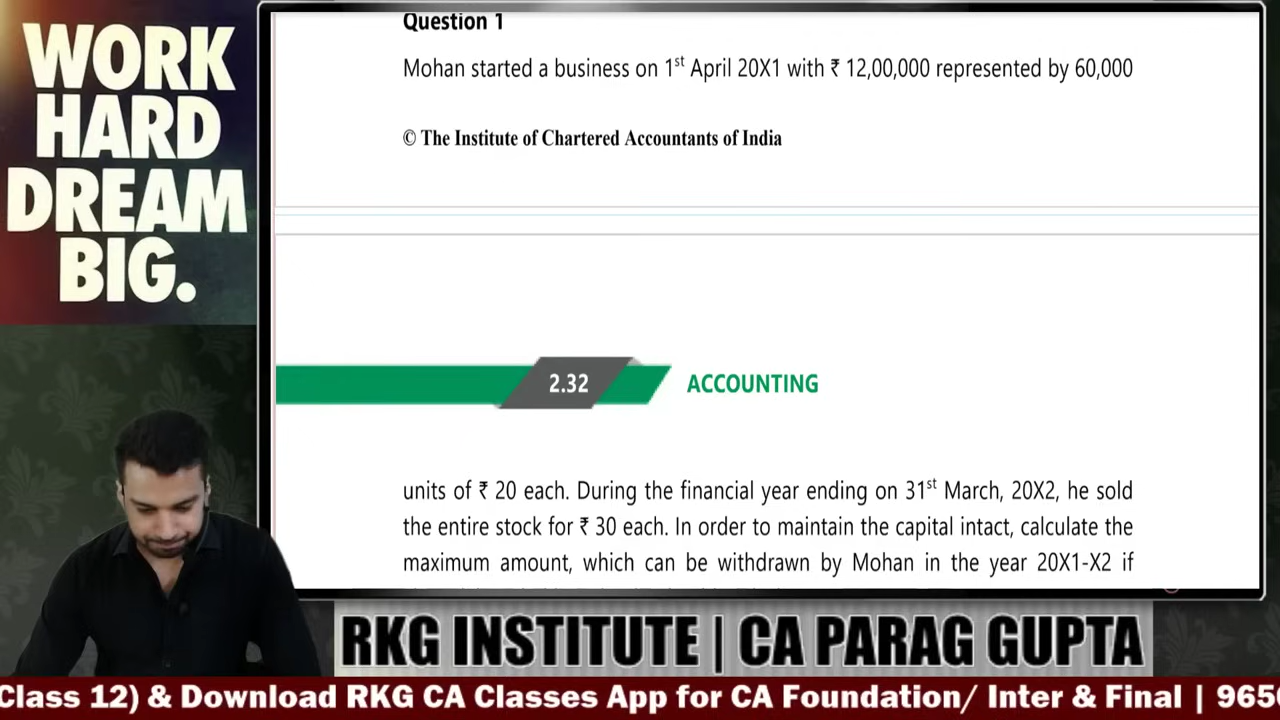 WORK
HARD
DREAM
BIG.
Question 1
Mohan started a business on 1st April 20X1 with ₹ 12,00,000 represented by 60,000
© The Institute of Chartered Accountants of India
2.32 ACCOUNTING
units of ₹ 20 each. During the financial year ending on 31st March, 20X2, he sold
the entire stock for ₹ 30 each. In order to maintain the capital intact, calculate the
maximum amount, which can be withdrawn by Mohan in the year 20X1-X2 if
RKG INSTITUTE | CA PARAG GUPTA
Class 12) & Download RKG CA Classes App for CA Foundation/ Inter & Final | 965